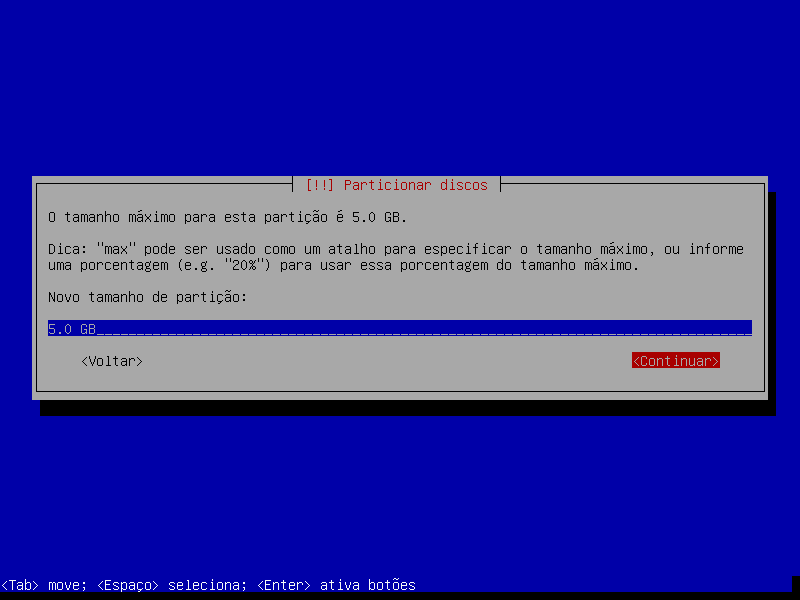 [!!] Particionar discos
O tamanho máximo para esta partição é 5.0 GB.
Dica: "max" pode ser usado como um atalho para especificar o tamanho máximo, ou informe
uma porcentagem (e.g. "20%") para usar essa porcentagem do tamanho máximo.
Novo tamanho de partição:
5.0 GB
<Voltar> <Continuar>
<Tab> move; <Espaço> seleciona; <Enter> ativa botões